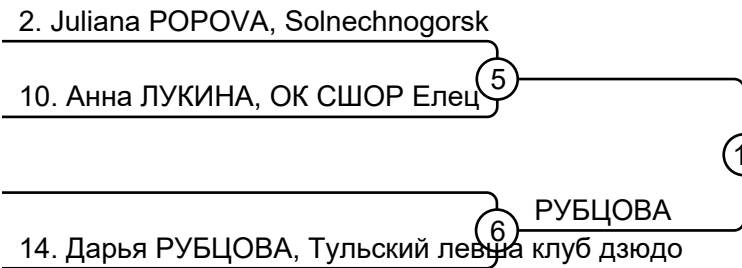 2. Juliana POPOVA, Solnechnogorsk
5
10. Анна ЛУКИНА, ОК СШОР Елец
РУБЦОВА
6
14. Дарья РУБЦОВА, Тульский левша клуб дзюдо